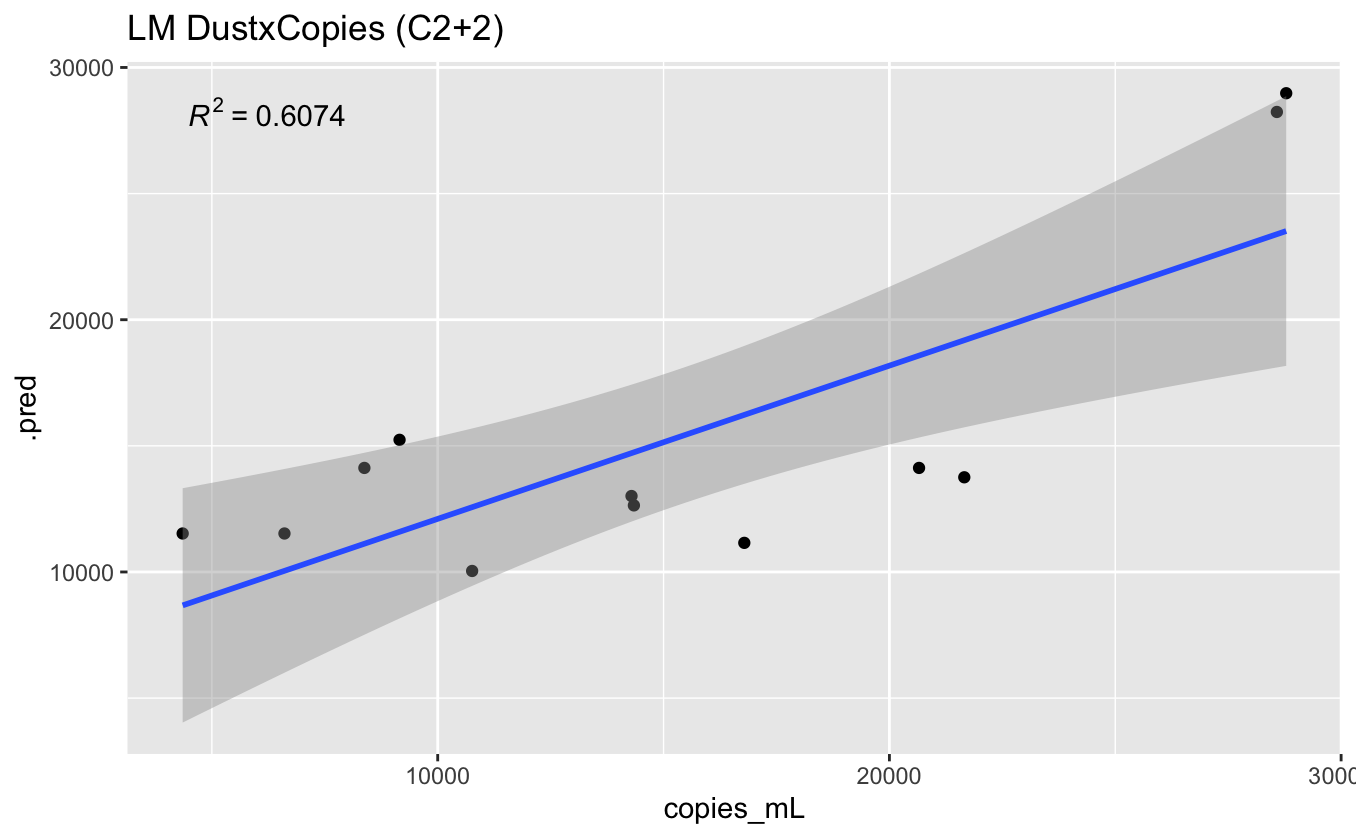 LM DustxCopies (C2+2)
30000
R² = 0.6074
20000
.pred
10000
10000 20000 3000
copies_mL